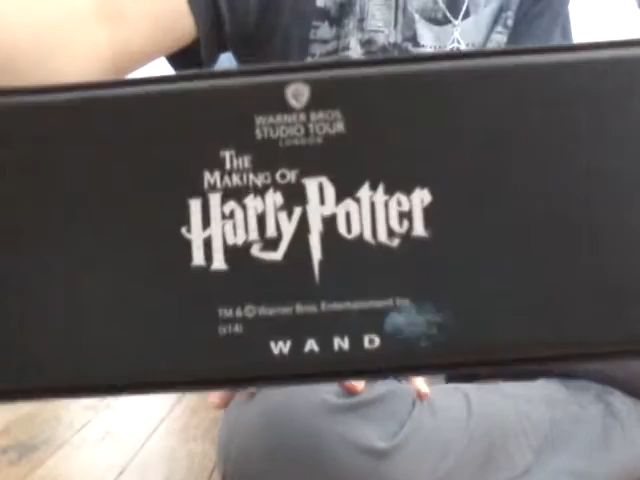 WARNER BROS.
STUDIO TOUR
LONDON
THE
MAKING OF
Harry Potter
TM & © Warner Bros. Entertainment Inc.
(s14)
WAND